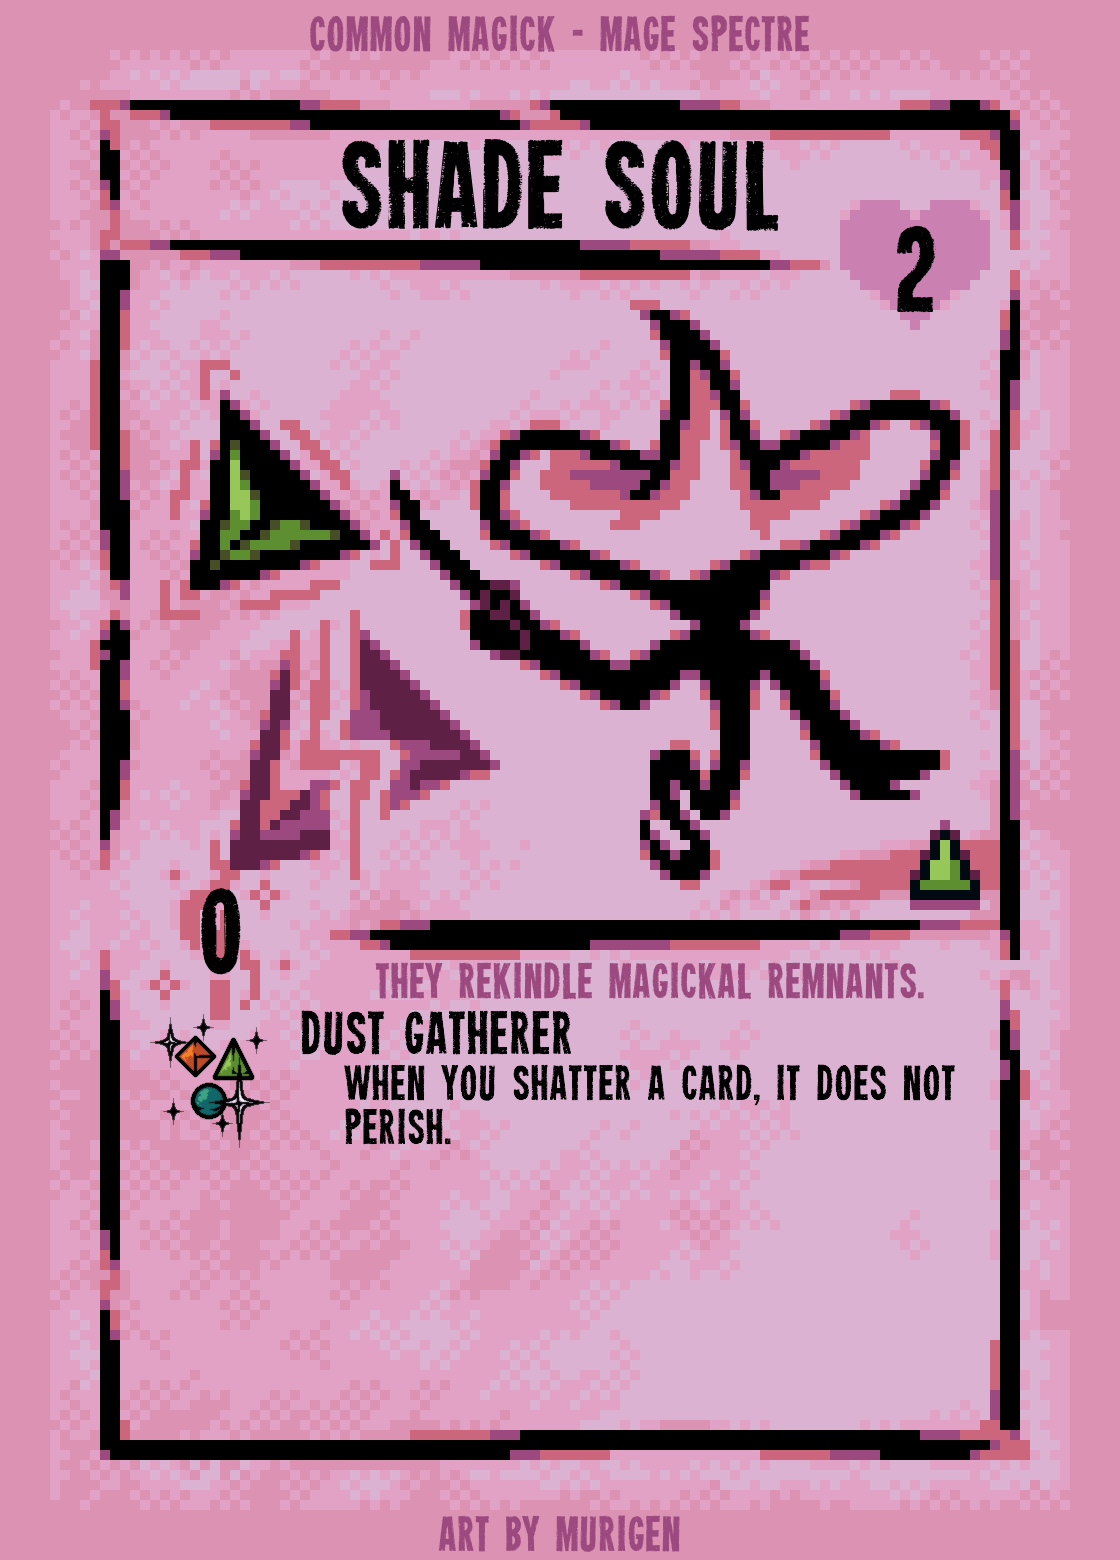 COMMON MAGICK - MAGE SPECTRE
SHADE SOUL
2
0
THEY REKINDLE MAGICKAL REMNANTS.
DUST GATHERER
WHEN YOU SHATTER A CARD, IT DOES NOT
PERISH.
ART BY MURIGEN